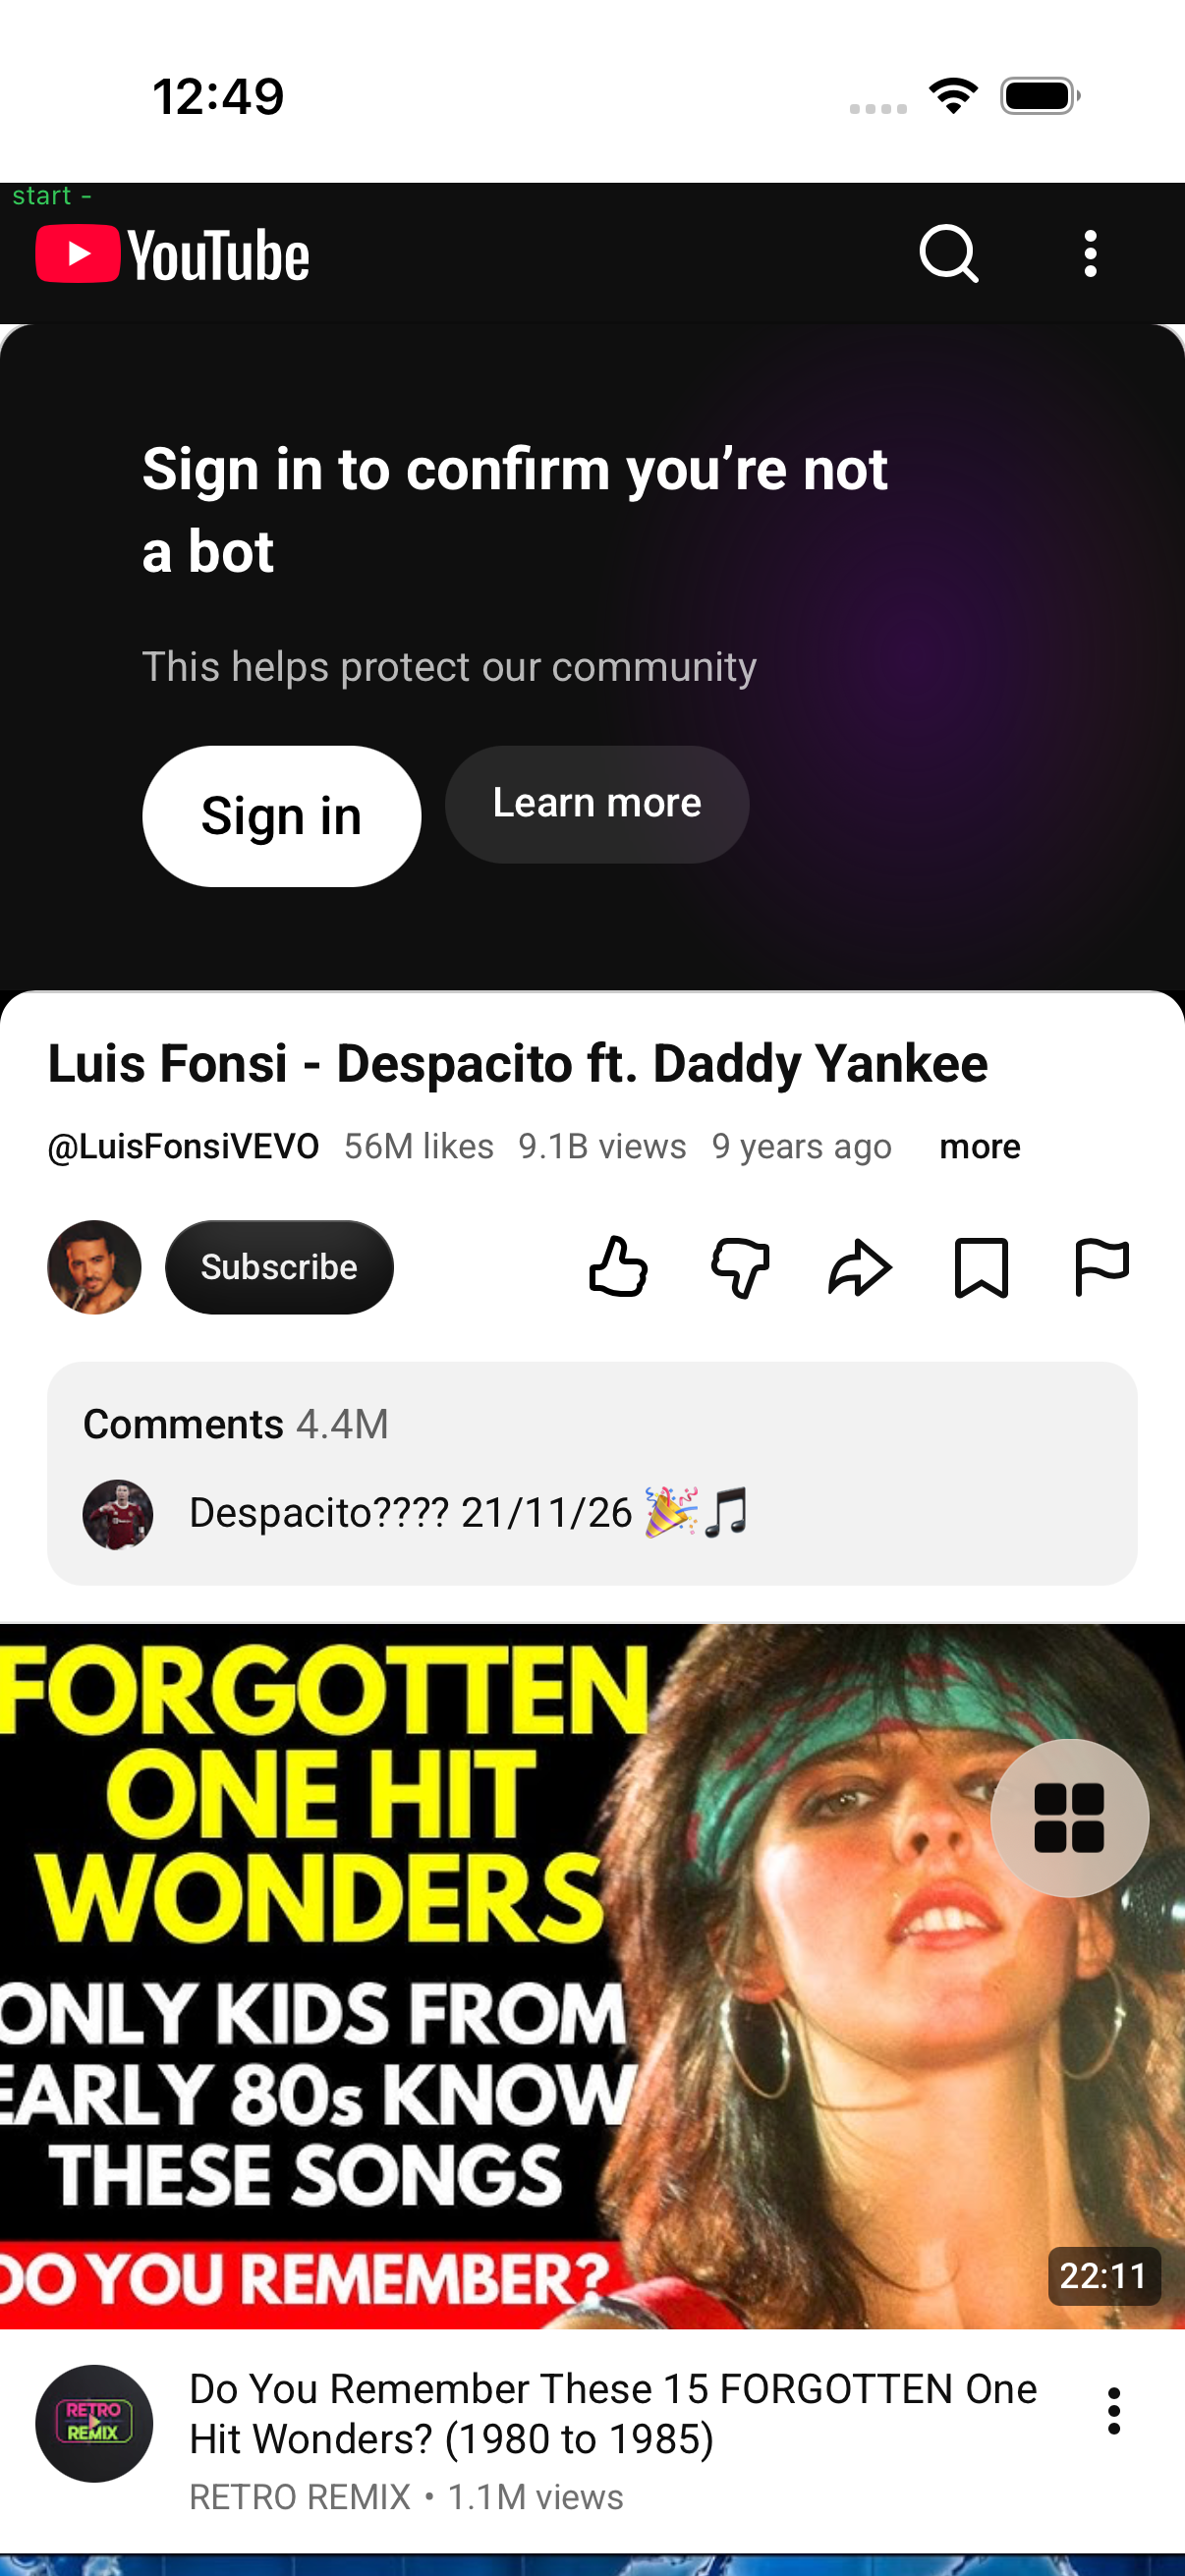 12:49
start -
YouTube
Sign in to confirm you’re not
a bot
This helps protect our community
Sign in
Learn more
Luis Fonsi - Despacito ft. Daddy Yankee
@LuisFonsiVEVO 56M likes 9.1B views 9 years ago more
Subscribe
Comments 4.4M
Despacito???? 21/11/26 🎉🎵
FORGOTTEN
ONE HIT
WONDERS
ONLY KIDS FROM
EARLY 80s KNOW
THESE SONGS
DO YOU REMEMBER?
22:11
RETRO
REMIX
Do You Remember These 15 FORGOTTEN One
Hit Wonders? (1980 to 1985)
RETRO REMIX • 1.1M views